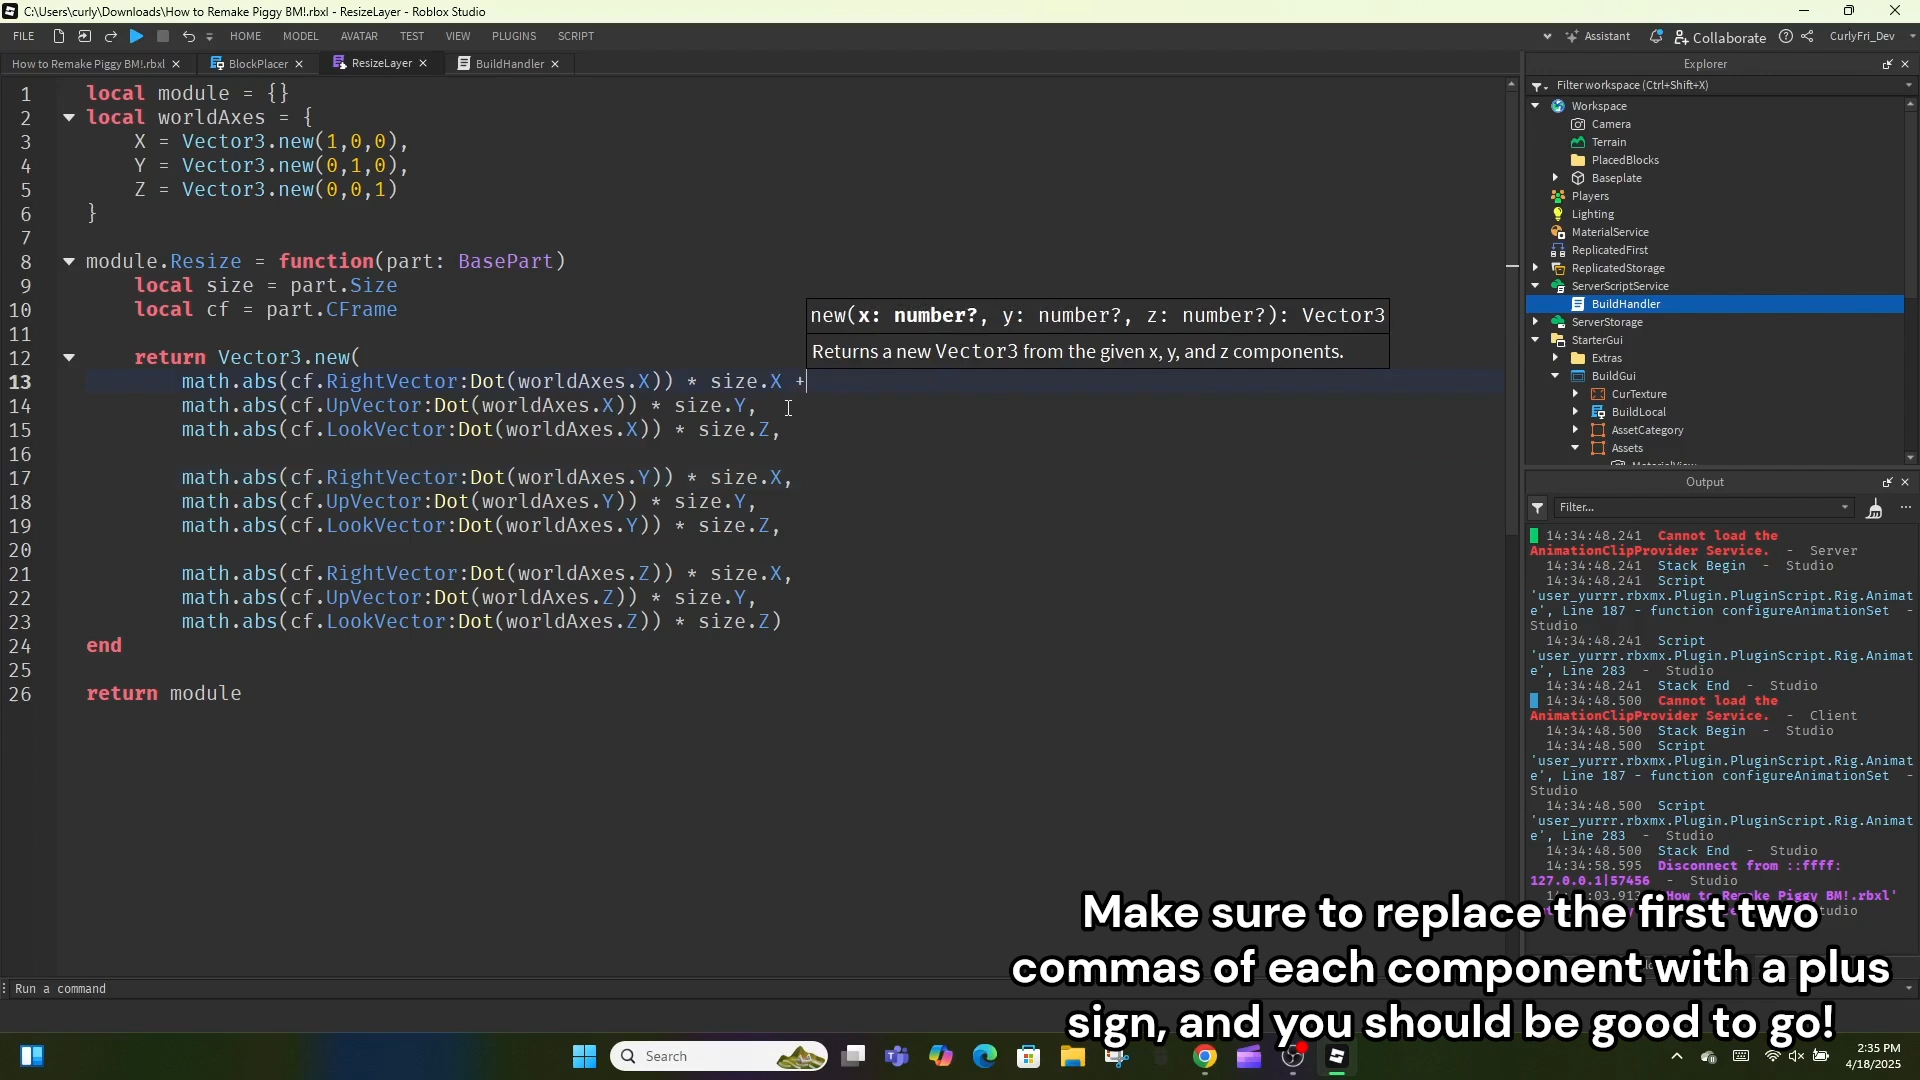 C:\Users\curly\Downloads\How to Remake Piggy BM!.rbxl - ResizeLayer - Roblox Studio
FILE HOME MODEL AVATAR TEST VIEW PLUGINS SCRIPT Assistant Collaborate CurlyFri_Dev
How to Remake Piggy BM!.rbxl BlockPlacer ResizeLayer BuildHandler
1 local module = {}
2 local worldAxes = {
3 X = Vector3.new(1,0,0),
4 Y = Vector3.new(0,1,0),
5 Z = Vector3.new(0,0,1)
6 }
7
8 module.Resize = function(part: BasePart)
9 local size = part.Size
10 local cf = part.CFrame
11
new(x: number?, y: number?, z: number?): Vector3
Returns a new Vector3 from the given x, y, and z components.
12 return Vector3.new(
13 math.abs(cf.RightVector:Dot(worldAxes.X)) * size.X +
14 math.abs(cf.UpVector:Dot(worldAxes.X)) * size.Y,
15 math.abs(cf.LookVector:Dot(worldAxes.X)) * size.Z,
16
17 math.abs(cf.RightVector:Dot(worldAxes.Y)) * size.X,
18 math.abs(cf.UpVector:Dot(worldAxes.Y)) * size.Y,
19 math.abs(cf.LookVector:Dot(worldAxes.Y)) * size.Z,
20
21 math.abs(cf.RightVector:Dot(worldAxes.Z)) * size.X,
22 math.abs(cf.UpVector:Dot(worldAxes.Z)) * size.Y,
23 math.abs(cf.LookVector:Dot(worldAxes.Z)) * size.Z)
24 end
25
26 return module
Explorer
Filter workspace (Ctrl+Shift+X)
Workspace
Camera
Terrain
PlacedBlocks
Baseplate
Players
Lighting
MaterialService
ReplicatedFirst
ReplicatedStorage
ServerScriptService
BuildHandler
ServerStorage
StarterGui
Extras
BuildGui
CurTexture
BuildLocal
AssetCategory
Assets
Output
Filter...
14:34:48.241 Cannot load the
AnimationClipProvider Service. - Server
14:34:48.241 Stack Begin - Studio
14:34:48.241 Script
'user_yurrr.rbxmx.Plugin.PluginScript.Rig.Animat
e', Line 187 - function configureAnimationSet -
Studio
14:34:48.241 Script
'user_yurrr.rbxmx.Plugin.PluginScript.Rig.Animat
e', Line 283 - Studio
14:34:48.241 Stack End - Studio
14:34:48.500 Cannot load the
AnimationClipProvider Service. - Client
14:34:48.500 Stack Begin - Studio
14:34:48.500 Script
'user_yurrr.rbxmx.Plugin.PluginScript.Rig.Animat
e', Line 187 - function configureAnimationSet -
Studio
14:34:48.500 Script
'user_yurrr.rbxmx.Plugin.PluginScript.Rig.Animat
e', Line 283 - Studio
14:34:48.500 Stack End - Studio
14:34:58.595 Disconnect from ::ffff:
127.0.0.1|57456 - Studio
Make sure to replace the first two
commas of each component with a plus
sign, and you should be good to go!
Run a command
Search
2:35 PM
4/18/2025